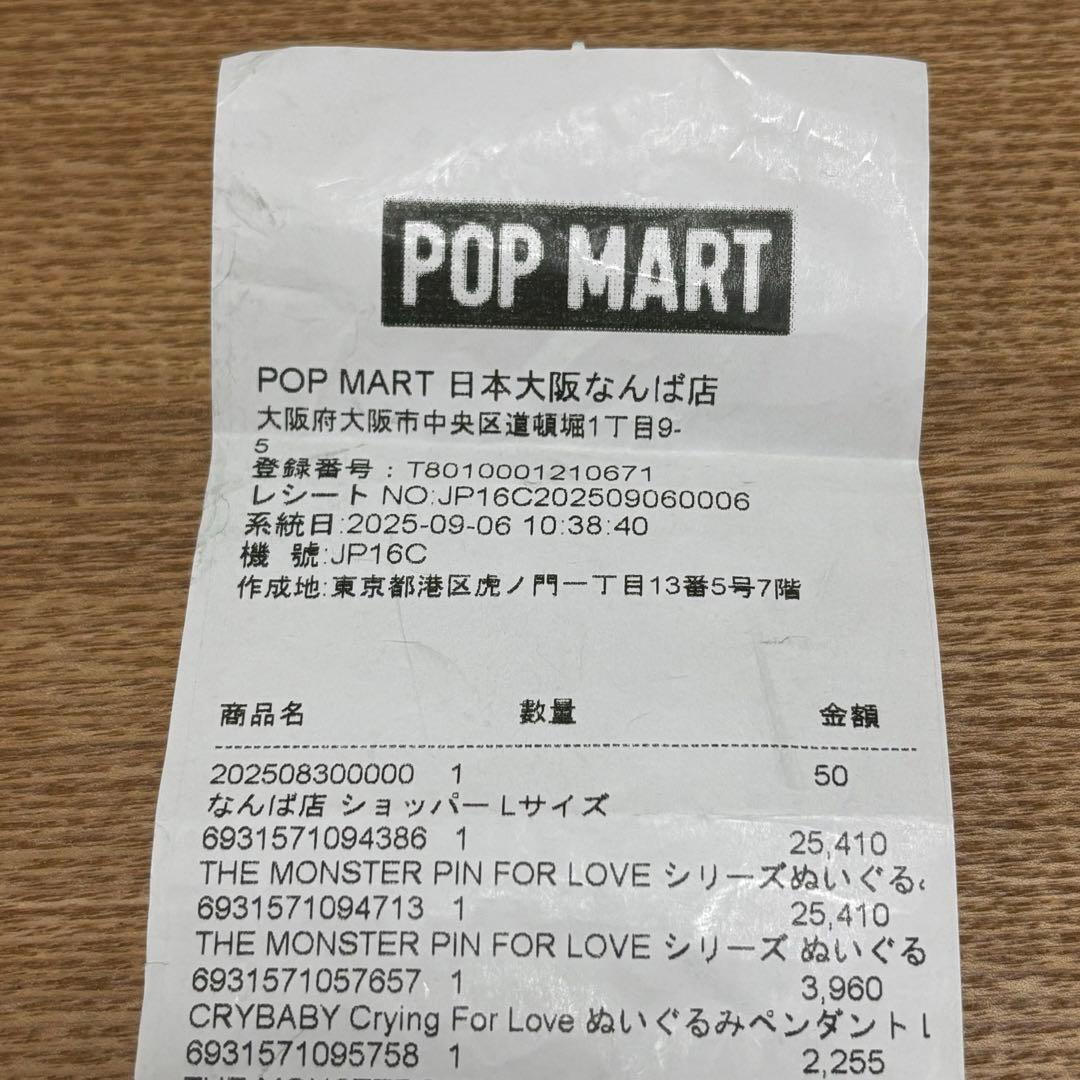 POP MART
POP MART 日本大阪なんば店
大阪府大阪市中央区道頓堀1丁目9-
5
登録番号：T8010001210671
レシート NO:JP16C202509060006
系統日:2025-09-06 10:38:40
機 號:JP16C
作成地:東京都港区虎ノ門一丁目13番5号7階
商品名 數量 金額
202508300000 1 50
なんば店 ショッパー Lサイズ
6931571094386 1 25,410
THE MONSTER PIN FOR LOVE シリーズぬいぐる
6931571094713 1 25,410
THE MONSTER PIN FOR LOVE シリーズ ぬいぐる
6931571057657 1 3,960
CRYBABY Crying For Love ぬいぐるみペンダント L
6931571095758 1 2,255